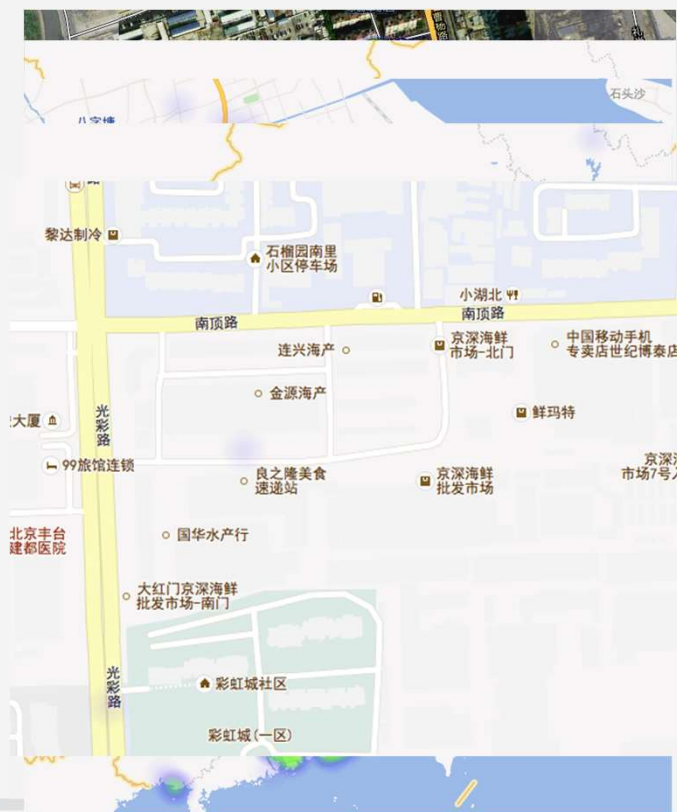 石头沙
黎达制冷
石榴园南里
小区停车场
小湖北
南顶路
南顶路
连兴海产
京深海鲜
市场-北门
中国移动手机
专卖店世纪博泰店
金源海产
光彩路
鲜玛特
大厦
99旅馆连锁
良之隆美食
速递站
京深海鲜
批发市场
京深
市场7号
北京丰台
建都医院
国华水产行
大红门京深海鲜
批发市场-南门
光彩路
彩虹城社区
彩虹城(一区)